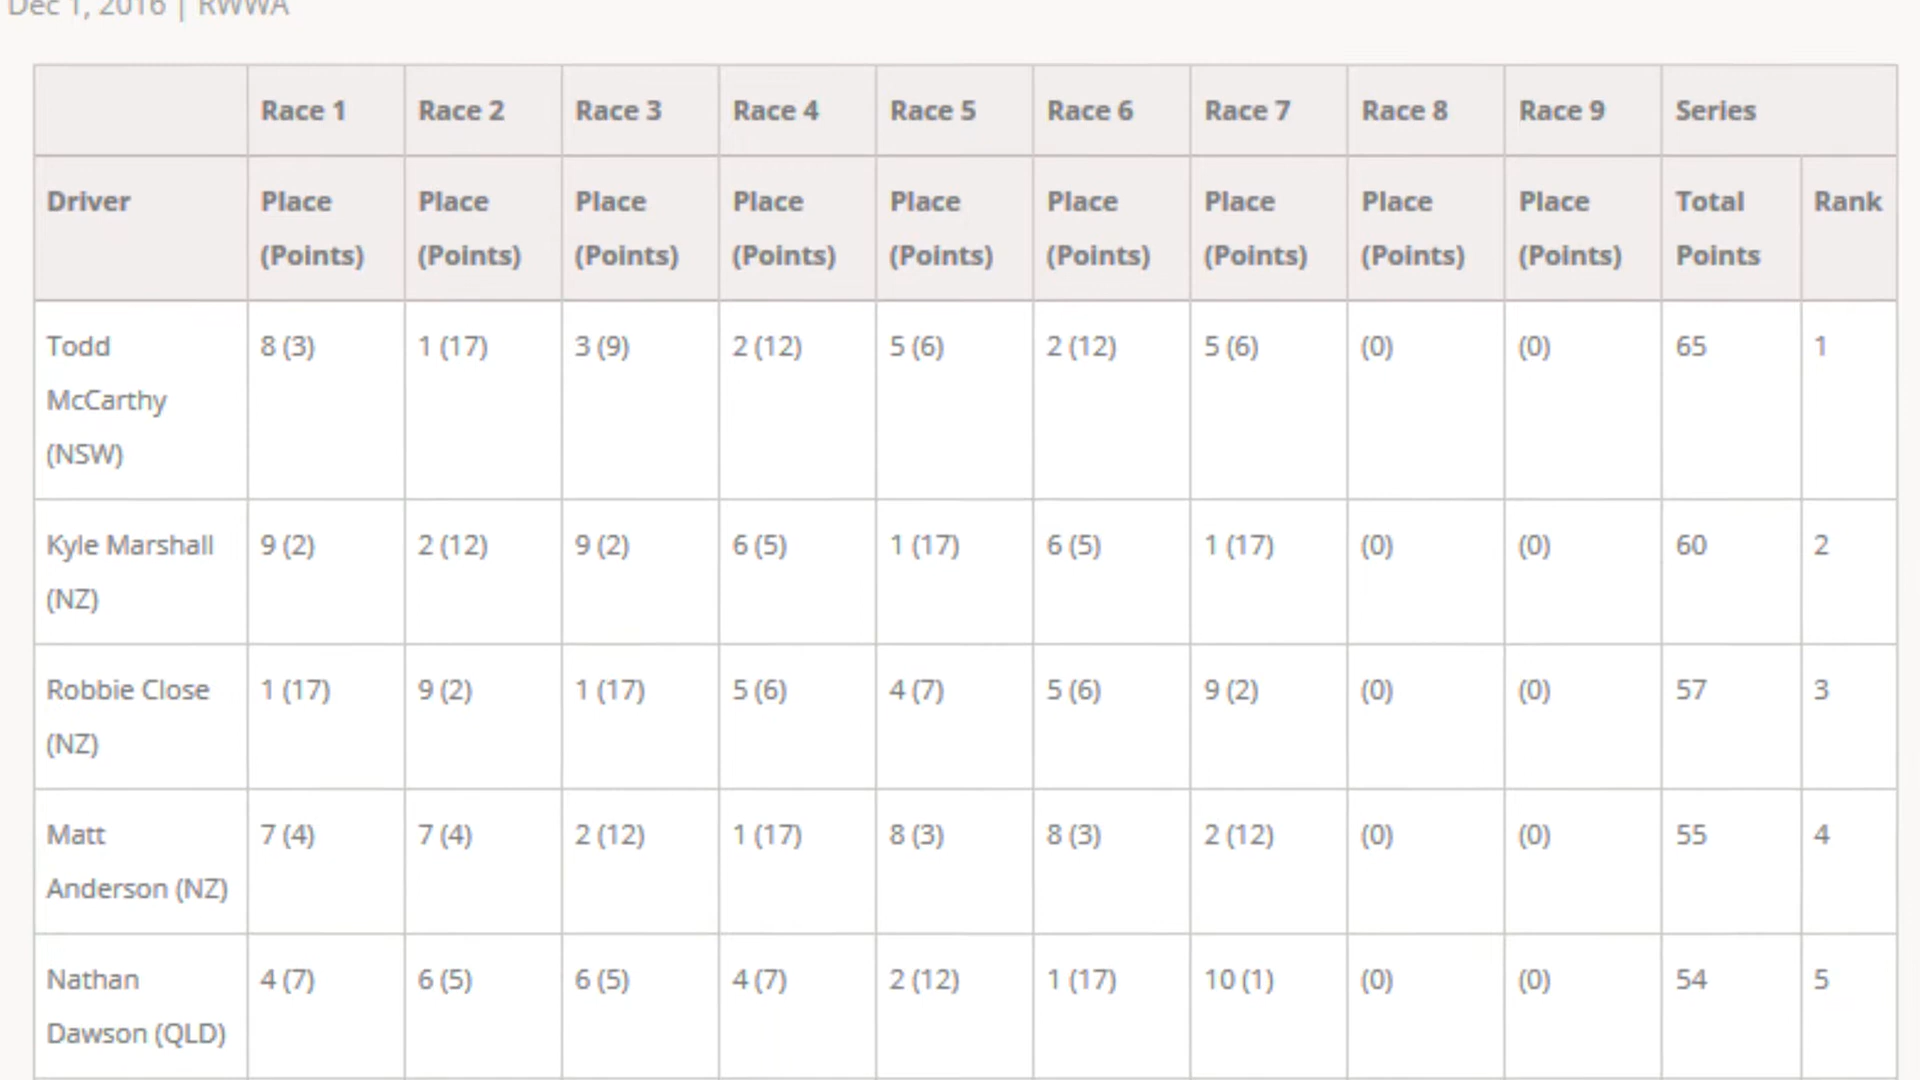 Dec 1, 2016 | RWWA
Race 1 Race 2 Race 3 Race 4 Race 5 Race 6 Race 7 Race 8 Race 9 Series
Driver Place Place Place Place Place Place Place Place Place Total Rank
(Points) (Points) (Points) (Points) (Points) (Points) (Points) (Points) (Points) Points
Todd 8 (3) 1 (17) 3 (9) 2 (12) 5 (6) 2 (12) 5 (6) (0) (0) 65 1
McCarthy
(NSW)
Kyle Marshall 9 (2) 2 (12) 9 (2) 6 (5) 1 (17) 6 (5) 1 (17) (0) (0) 60 2
(NZ)
Robbie Close 1 (17) 9 (2) 1 (17) 5 (6) 4 (7) 5 (6) 9 (2) (0) (0) 57 3
(NZ)
Matt 7 (4) 7 (4) 2 (12) 1 (17) 8 (3) 8 (3) 2 (12) (0) (0) 55 4
Anderson (NZ)
Nathan 4 (7) 6 (5) 6 (5) 4 (7) 2 (12) 1 (17) 10 (1) (0) (0) 54 5
Dawson (QLD)